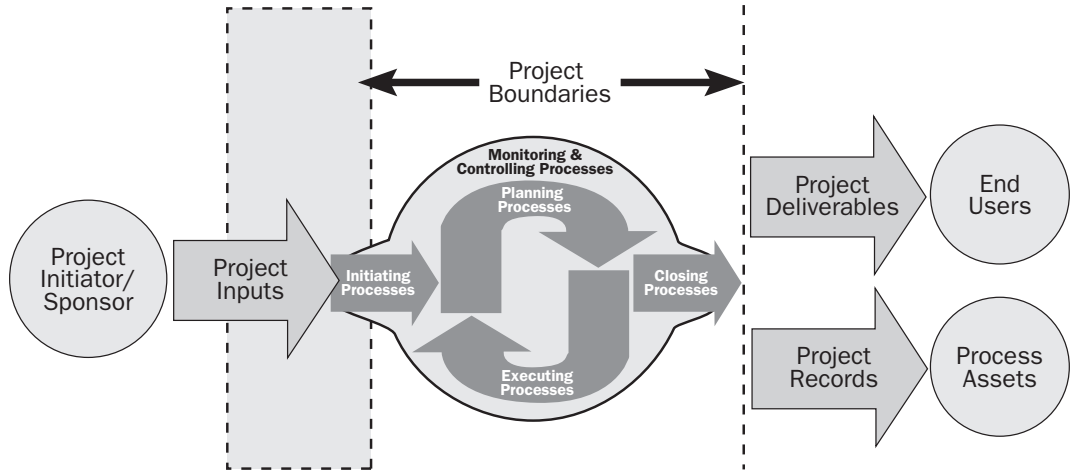 Project
Boundaries
Monitoring &
Controlling Processes
Planning
Processes
Project
Initiator/
Sponsor
Project
Inputs
Initiating
Processes
Closing
Processes
Executing
Processes
Project
Deliverables
End
Users
Project
Records
Process
Assets